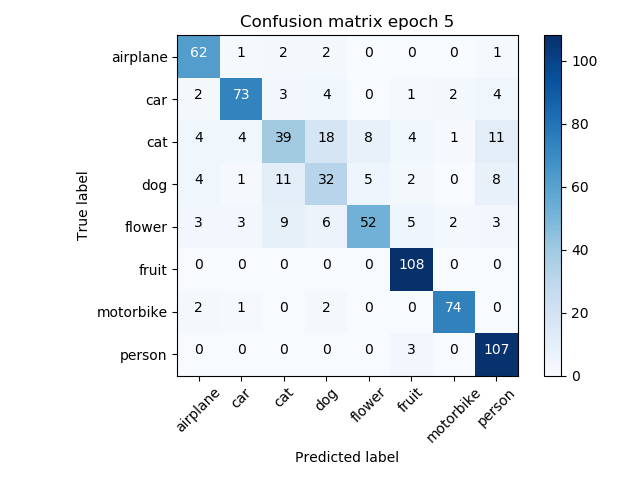 Confusion matrix epoch 5
True label
airplane 62 1 2 2 0 0 0 1
car 2 73 3 4 0 1 2 4
cat 4 4 39 18 8 4 1 11
dog 4 1 11 32 5 2 0 8
flower 3 3 9 6 52 5 2 3
fruit 0 0 0 0 0 108 0 0
motorbike 2 1 0 2 0 0 74 0
person 0 0 0 0 0 3 0 107
airplane car cat dog flower fruit motorbike person
Predicted label
100
80
60
40
20
0